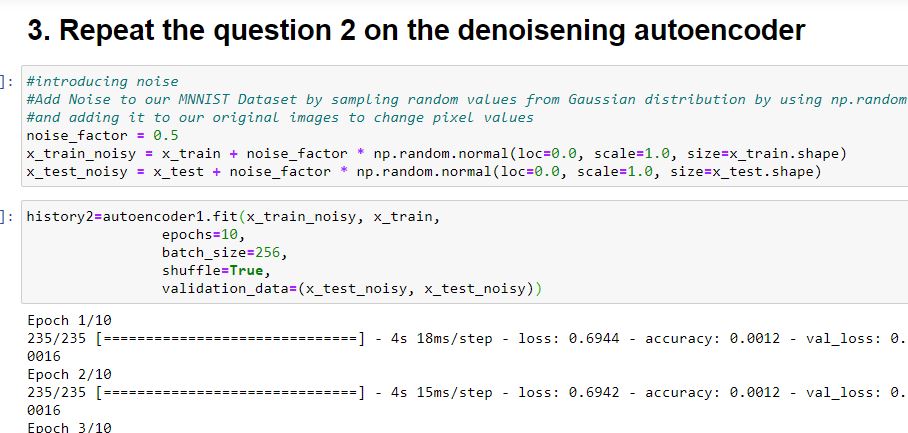 3. Repeat the question 2 on the denoisening autoencoder
]: #introducing noise
#Add Noise to our MNNIST Dataset by sampling random values from Gaussian distribution by using np.random
#and adding it to our original images to change pixel values
noise_factor = 0.5
x_train_noisy = x_train + noise_factor * np.random.normal(loc=0.0, scale=1.0, size=x_train.shape)
x_test_noisy = x_test + noise_factor * np.random.normal(loc=0.0, scale=1.0, size=x_test.shape)
]: history2=autoencoder1.fit(x_train_noisy, x_train,
epochs=10,
batch_size=256,
shuffle=True,
validation_data=(x_test_noisy, x_test_noisy))
Epoch 1/10
235/235 [==============================] - 4s 18ms/step - loss: 0.6944 - accuracy: 0.0012 - val_loss: 0.
0016
Epoch 2/10
235/235 [==============================] - 4s 15ms/step - loss: 0.6942 - accuracy: 0.0012 - val_loss: 0.
0016
Epoch 3/10